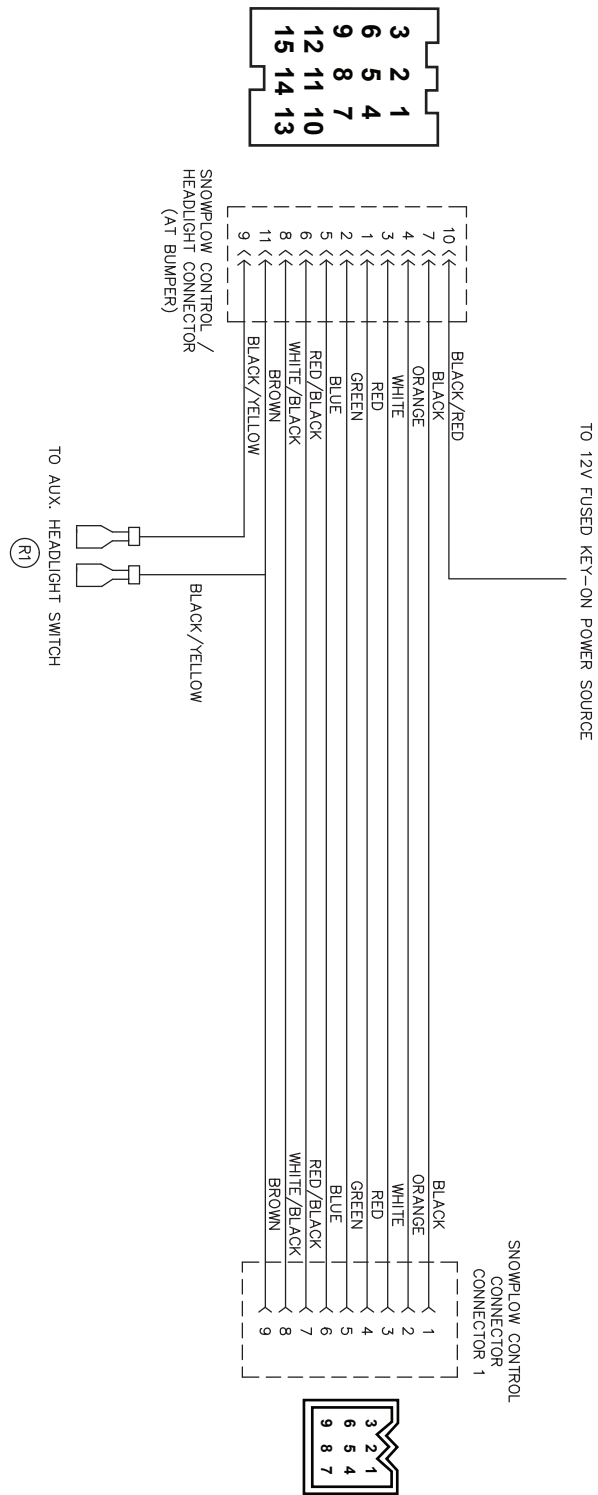 TO 12V FUSED KEY-ON POWER SOURCE
3 2 1
6 5 4
9 8 7
12 11 10
15 14 13
SNOWPLOW CONTROL /
HEADLIGHT CONNECTOR
(AT BUMPER)
10 BLACK/RED
7 BLACK
4 ORANGE
3 WHITE
1 RED
2 GREEN
5 BLUE
6 RED/BLACK
8 WHITE/BLACK
11 BROWN
9 BLACK/YELLOW
BLACK/YELLOW
TO AUX. HEADLIGHT SWITCH
R1
SNOWPLOW CONTROL
CONNECTOR
CONNECTOR 1
BLACK 1
ORANGE 2
WHITE 3
RED 4
GREEN 5
BLUE 6
RED/BLACK 7
WHITE/BLACK 8
BROWN 9
3 2 1
6 5 4
9 8 7